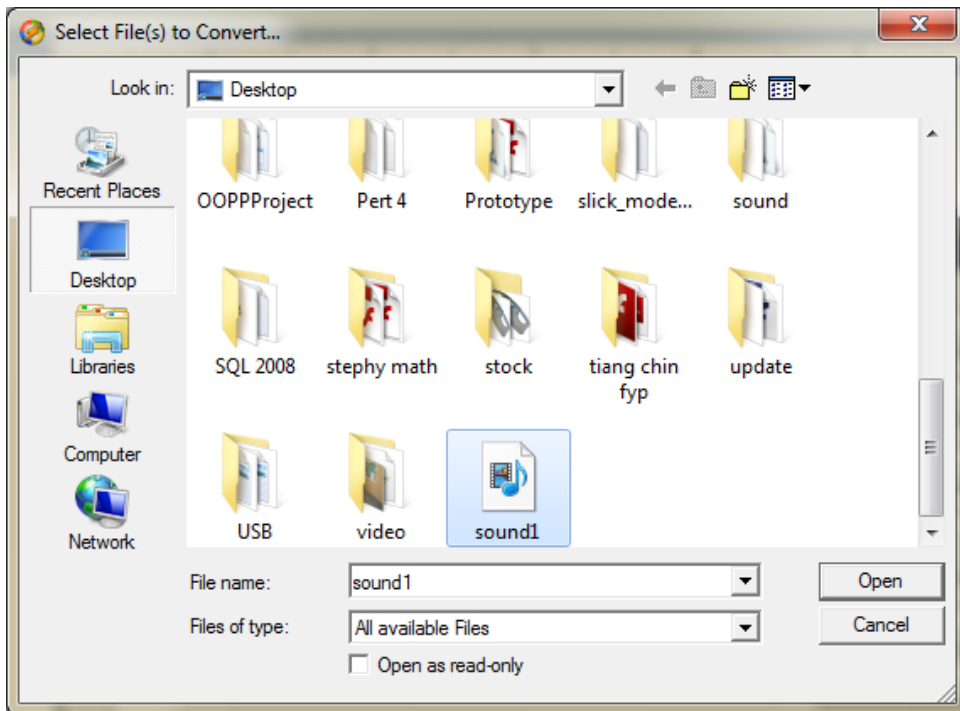 Select File(s) to Convert...
Look in:
Desktop
Recent Places
Desktop
Libraries
Computer
Network
OOPPProject
Pert 4
Prototype
slick_mode...
sound
SQL 2008
stephy math
stock
tiang chin
fyp
update
USB
video
sound1
File name:
sound1
Open
Files of type:
All available Files
Cancel
Open as read-only